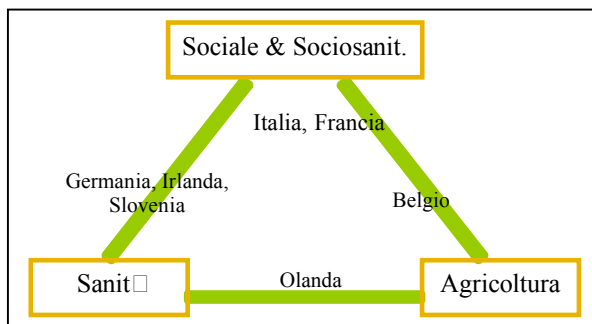 Sociale & Sociosanit.
Italia, Francia
Germania, Irlanda,
Slovenia
Belgio
Sanit□
Olanda
Agricoltura